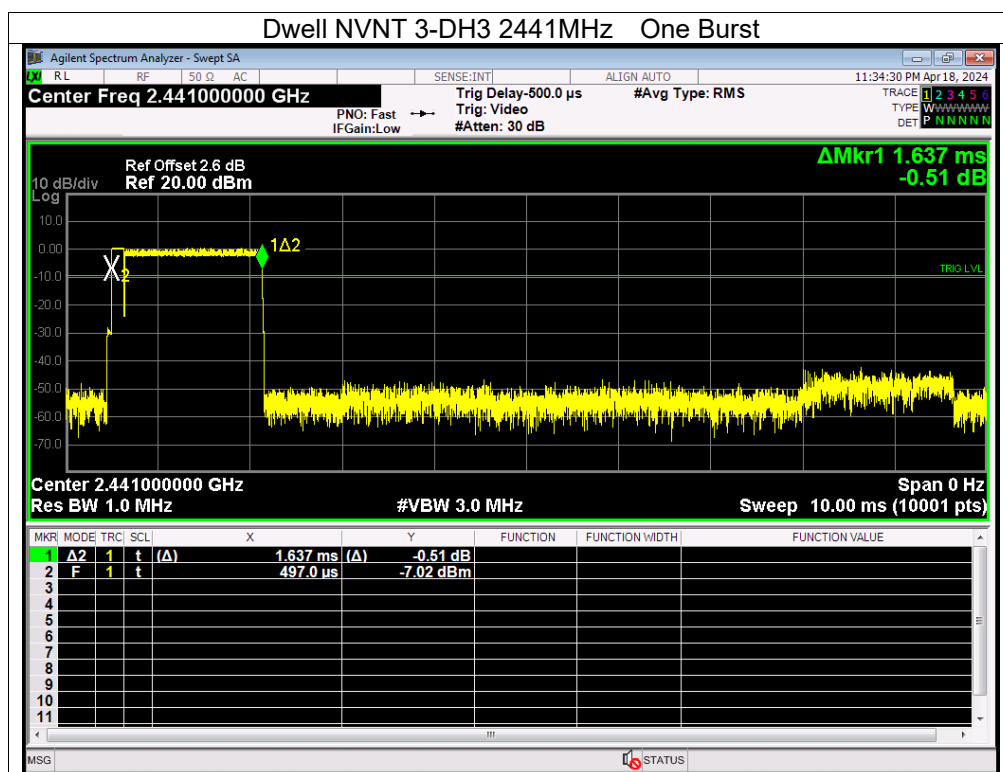 Dwell NVNT 3-DH3 2441MHz One Burst
Agilent Spectrum Analyzer - Swept SA
LXI RL RF 50 Ω AC SENSE:INT ALIGN AUTO 11:34:30 PM Apr 18, 2024
Center Freq 2.441000000 GHz Trig Delay-500.0 µs #Avg Type: RMS TRACE 1 2 3 4 5 6
PNO: Fast Trig: Video TYPE WWWWWWW
IFGain:Low #Atten: 30 dB DET P NNNNN
ΔMkr1 1.637 ms
Ref Offset 2.6 dB
10 dB/div Ref 20.00 dBm -0.51 dB
Log
10.0
0.00 1Δ2
2
-10.0 TRIG LVL
-20.0
-30.0
-40.0
-50.0
-60.0
-70.0
Center 2.441000000 GHz Span 0 Hz
Res BW 1.0 MHz #VBW 3.0 MHz Sweep 10.00 ms (10001 pts)
MKR MODE TRC SCL X Y FUNCTION FUNCTION WIDTH FUNCTION VALUE
1 Δ2 1 t (Δ) 1.637 ms (Δ) -0.51 dB
2 F 1 t 497.0 µs -7.02 dBm
3
4
5
6
7
8
9
10
11
MSG STATUS